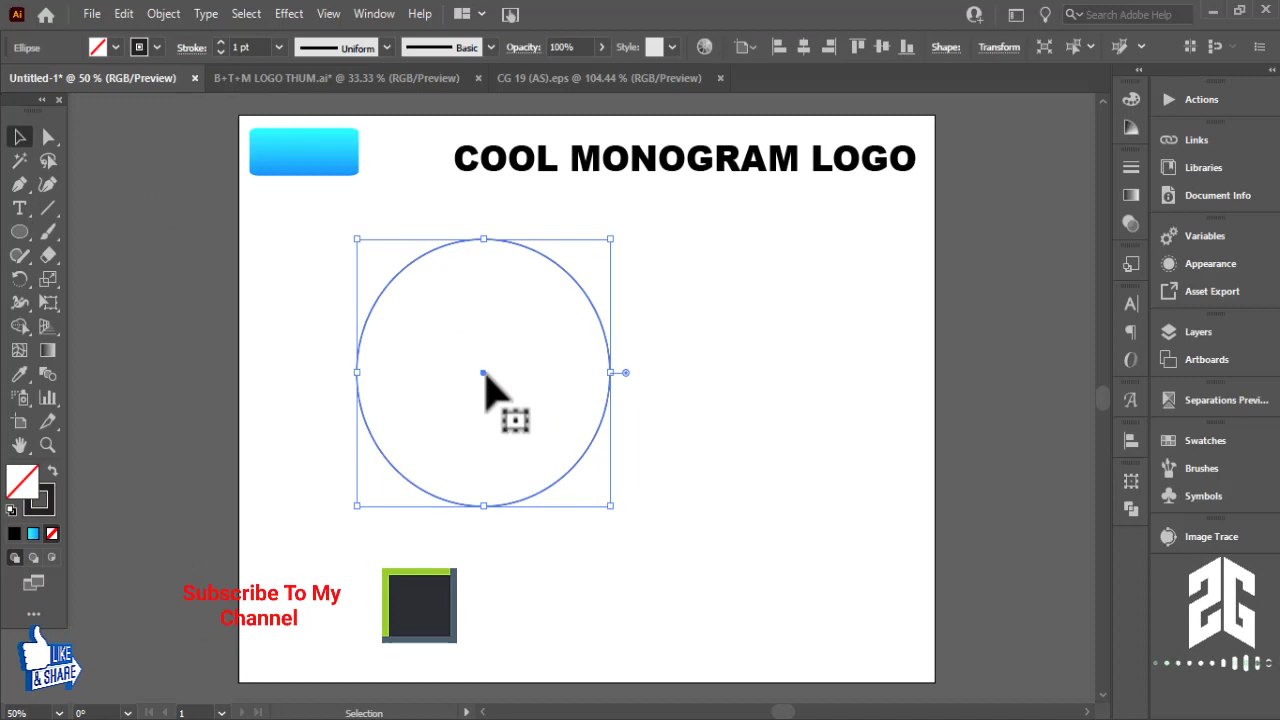 Ai File Edit Object Type Select Effect View Window Help Search Adobe Help
Ellipse Stroke: 1 pt Uniform Basic Opacity: 100% Style: Shape: Transform
Untitled-1* @ 50 % (RGB/Preview) × B+T+M LOGO THUM.ai* @ 33.33 % (RGB/Preview) × CG 19 (AS).eps @ 104.44 % (RGB/Preview) ×
COOL MONOGRAM LOGO
Actions
Links
Libraries
Document Info
Variables
Appearance
Asset Export
Layers
Artboards
Separations Previ...
Swatches
Brushes
Symbols
Image Trace
Subscribe To My
Channel
LIKE
& SHARE
SG
50% 0° 1 Selection